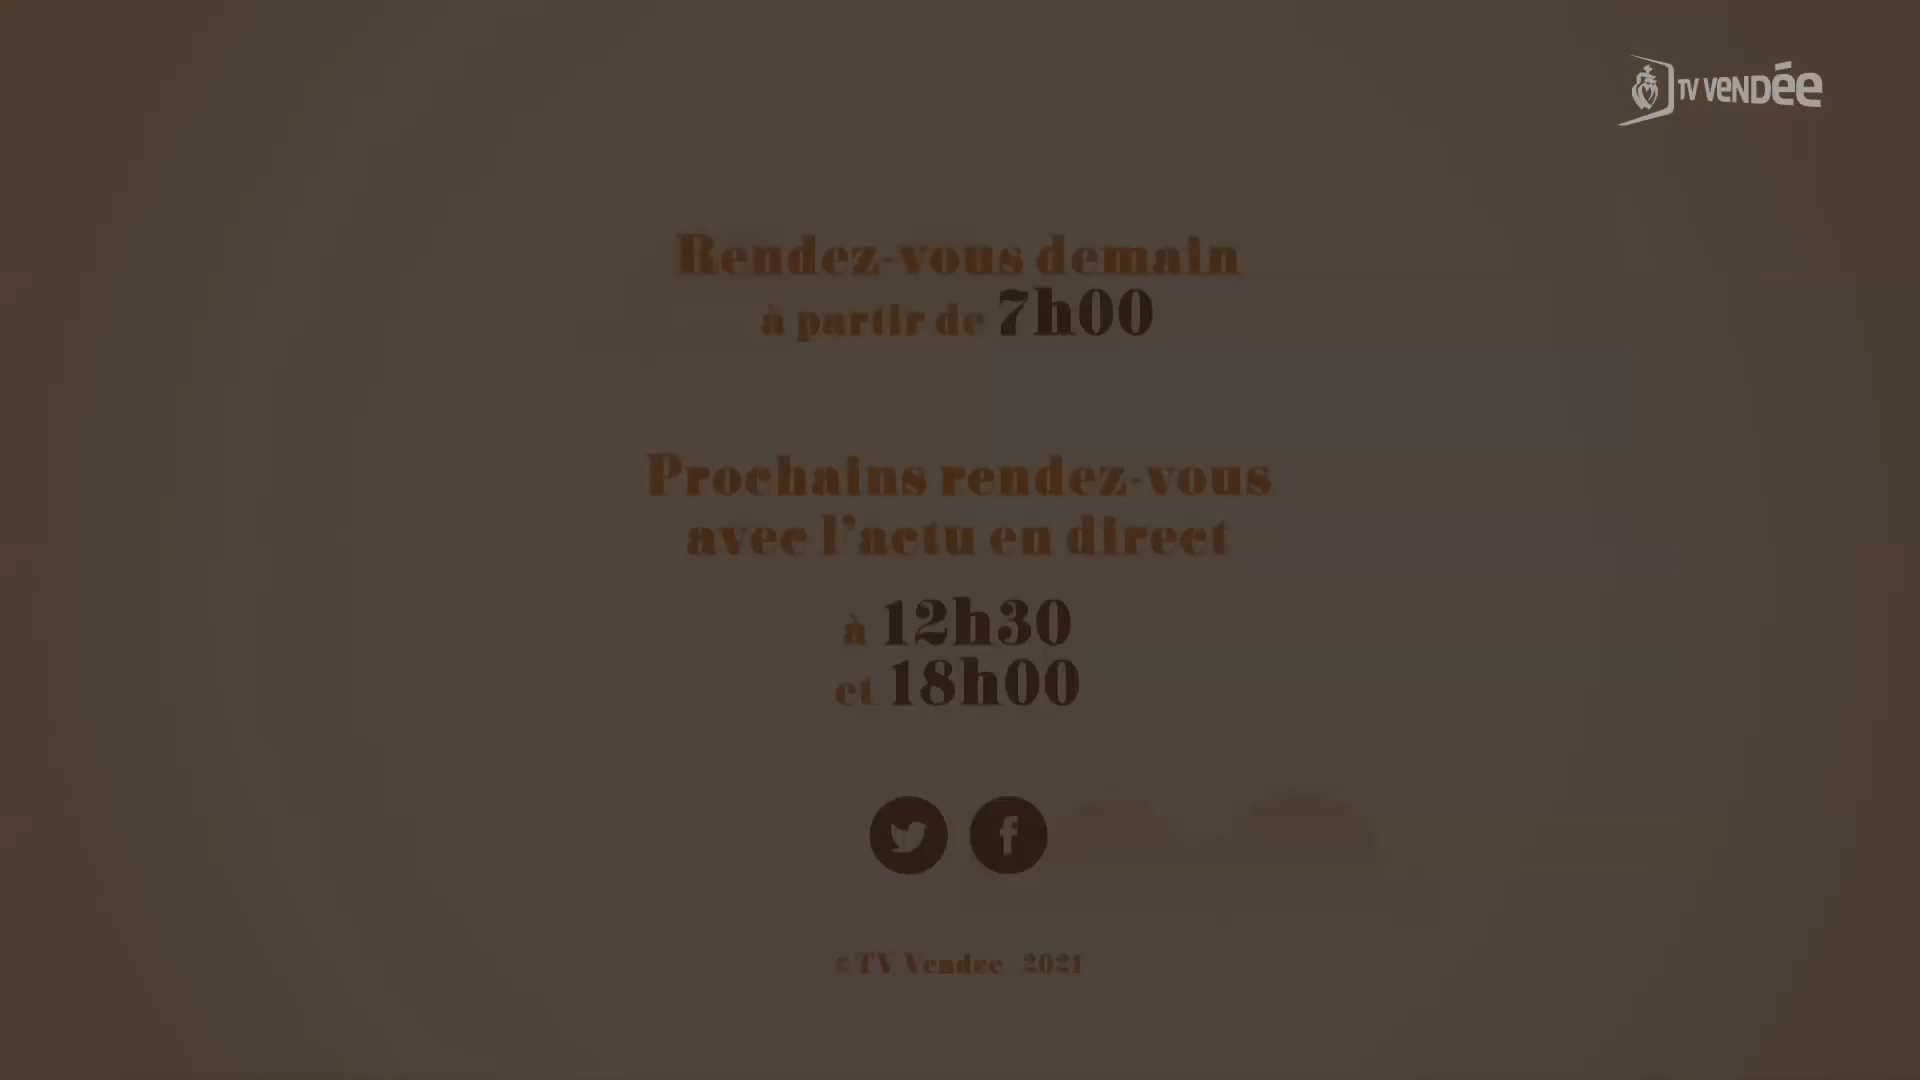 TV VENDÉE
Rendez-vous demain
à partir de 7h00
Prochains rendez-vous
avec l'actu en direct
à 12h30
et 18h00
©TV Vendee 2021